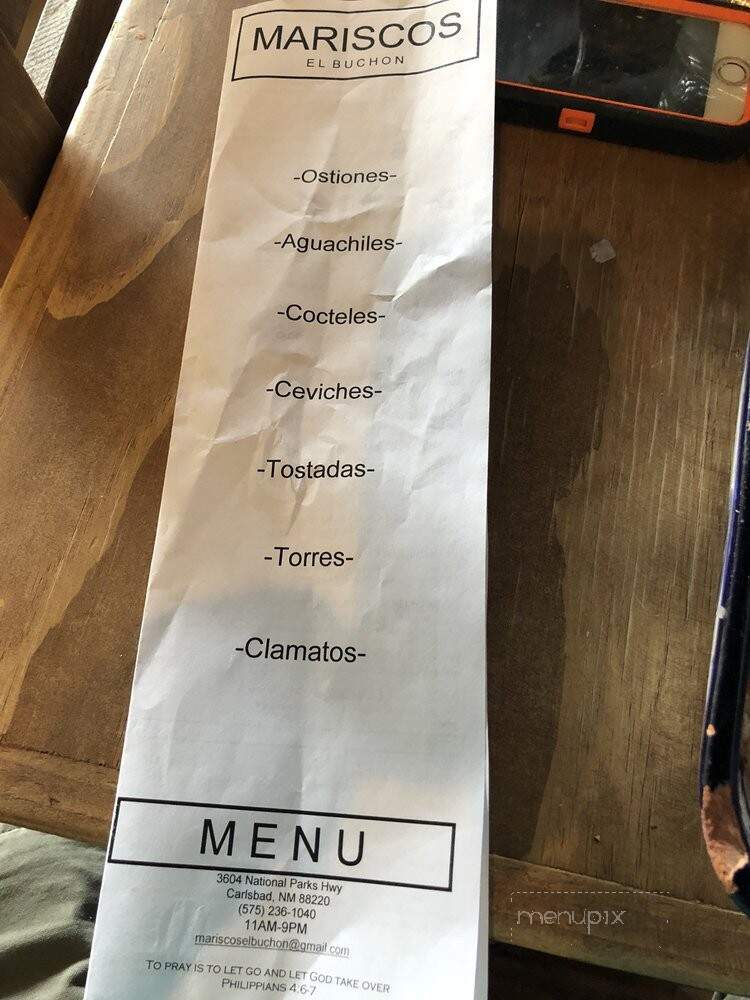 MARISCOS
EL BUCHON
-Ostiones-
-Aguachiles-
-Cocteles-
-Ceviches-
-Tostadas-
-Torres-
-Clamatos-
MENU
3604 National Parks Hwy
Carlsbad, NM 88220
(575) 236-1040
11AM-9PM
mariscoselbuchon@gmail.com
TO PRAY IS TO LET GO AND LET GOD TAKE OVER
PHILIPPIANS 4:6-7
menupix